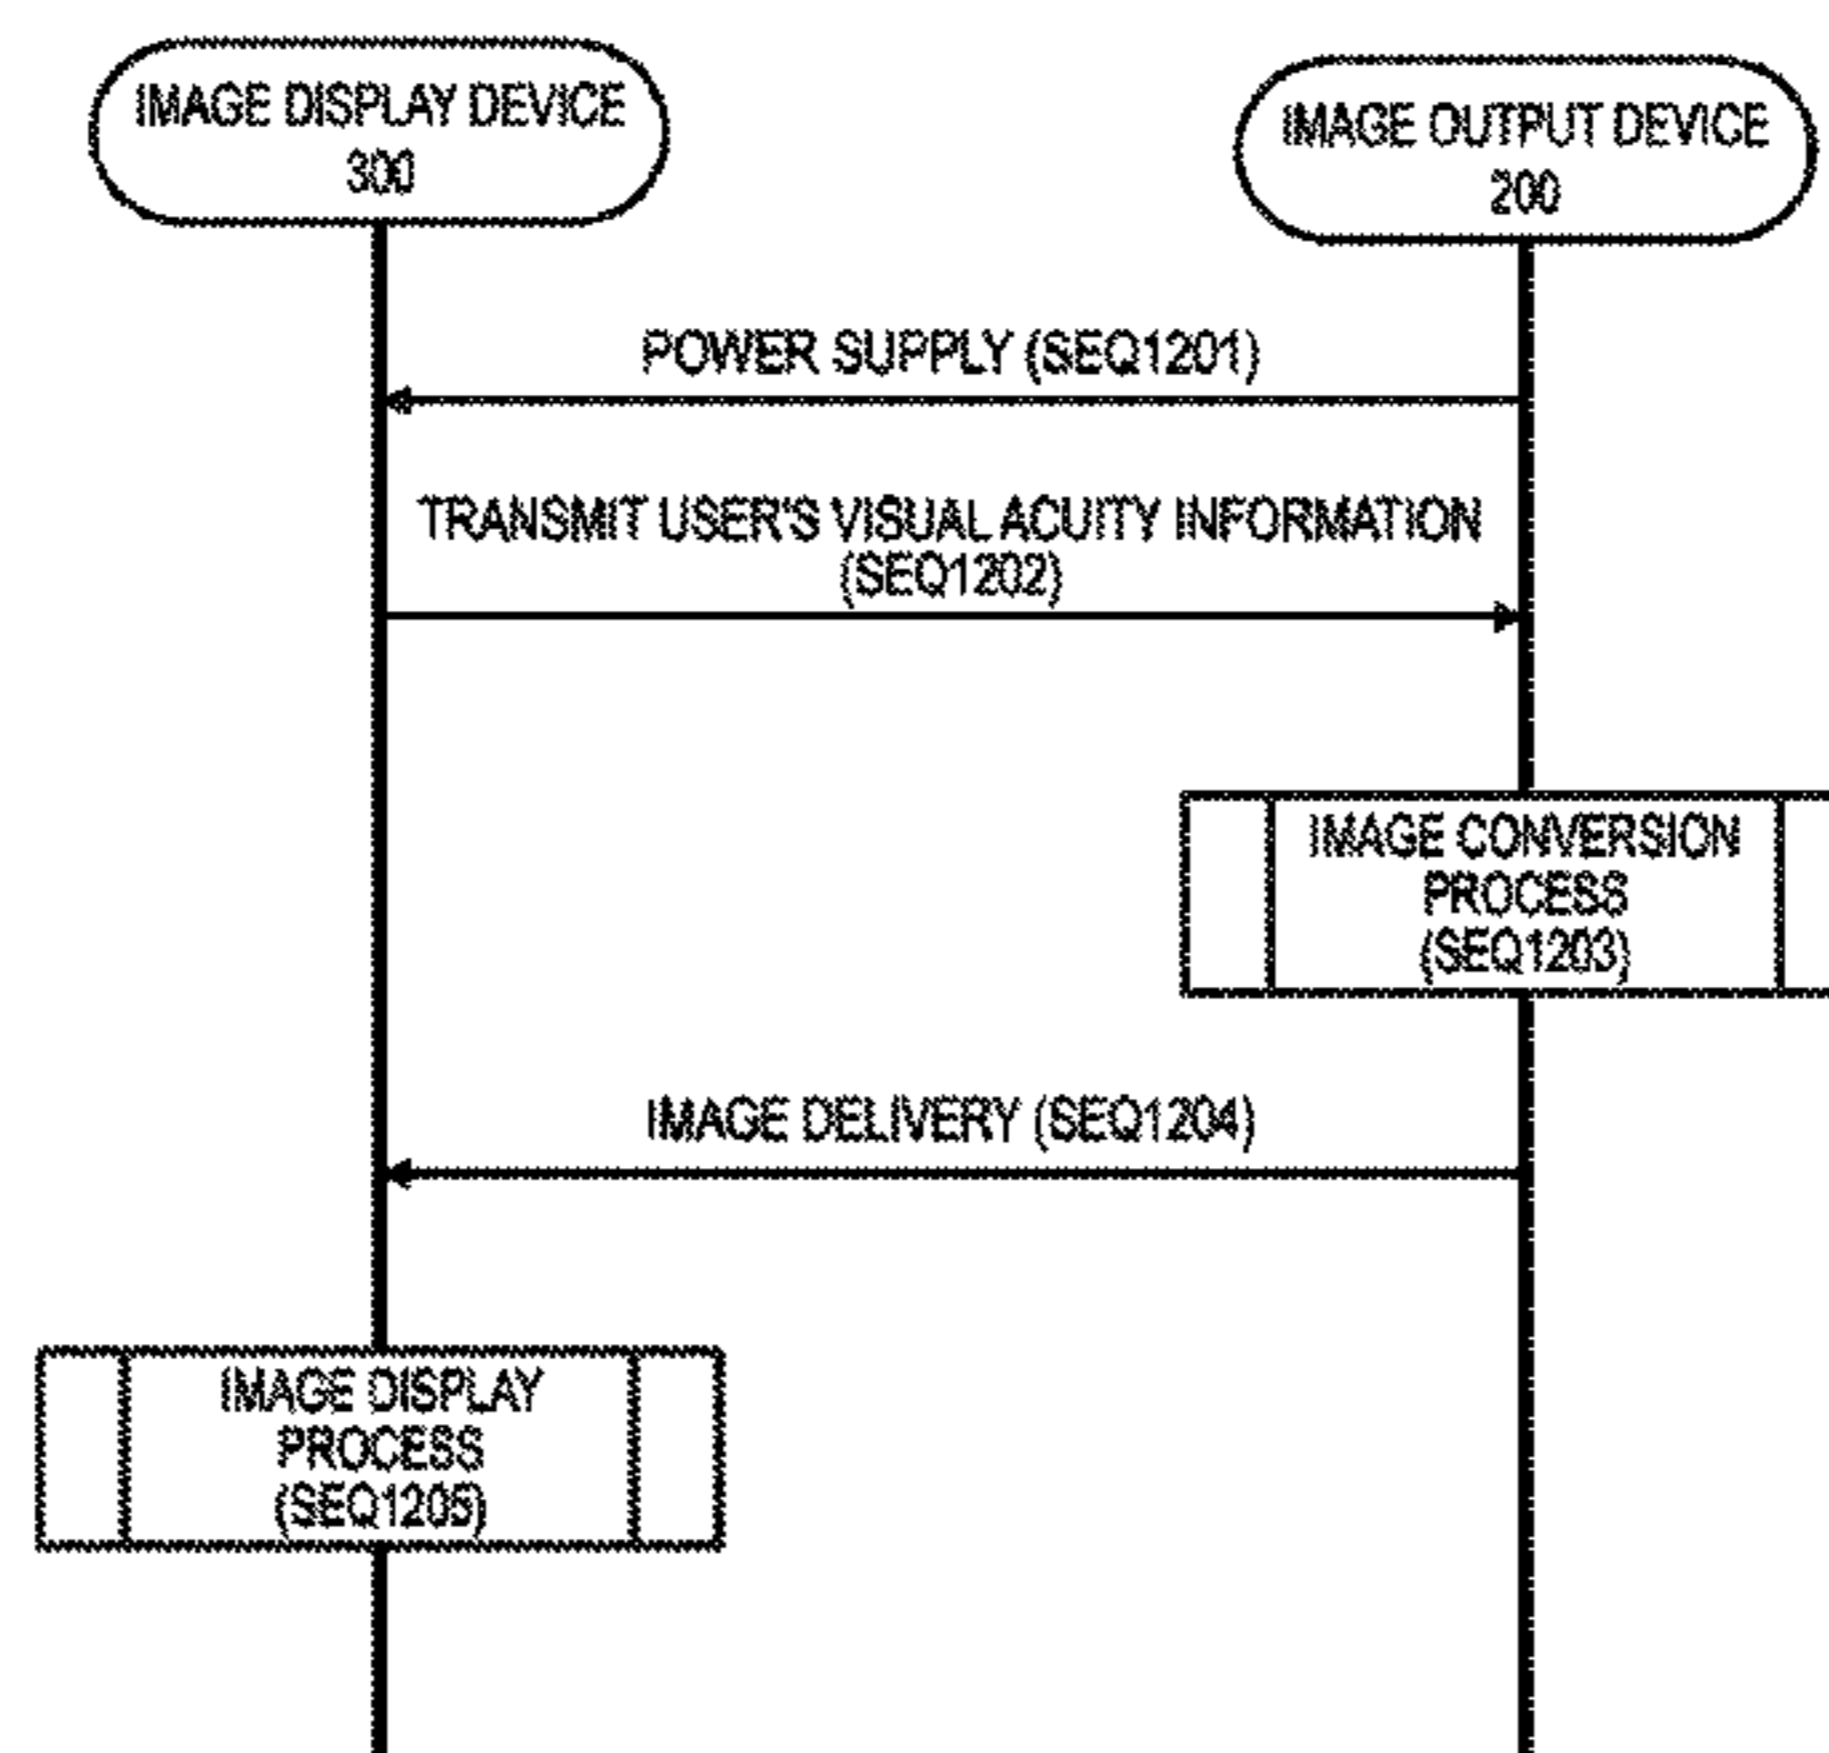 IMAGE DISPLAY DEVICE
300
IMAGE OUTPUT DEVICE
200
POWER SUPPLY (SEQ1201)
TRANSMIT USER'S VISUAL ACUITY INFORMATION
(SEQ1202)
IMAGE CONVERSION
PROCESS
(SEQ1203)
IMAGE DELIVERY (SEQ1204)
IMAGE DISPLAY
PROCESS
(SEQ1205)